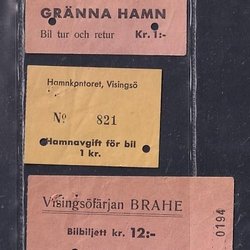 GRÄNNA HAMN
Bil tur och retur Kr. 1:-
Hamnkontoret, Visingsö
No 821
Hamnavgift för bil
1 kr.
Visingsöfärjan BRAHE
Bilbiljett kr. 12:-
0194